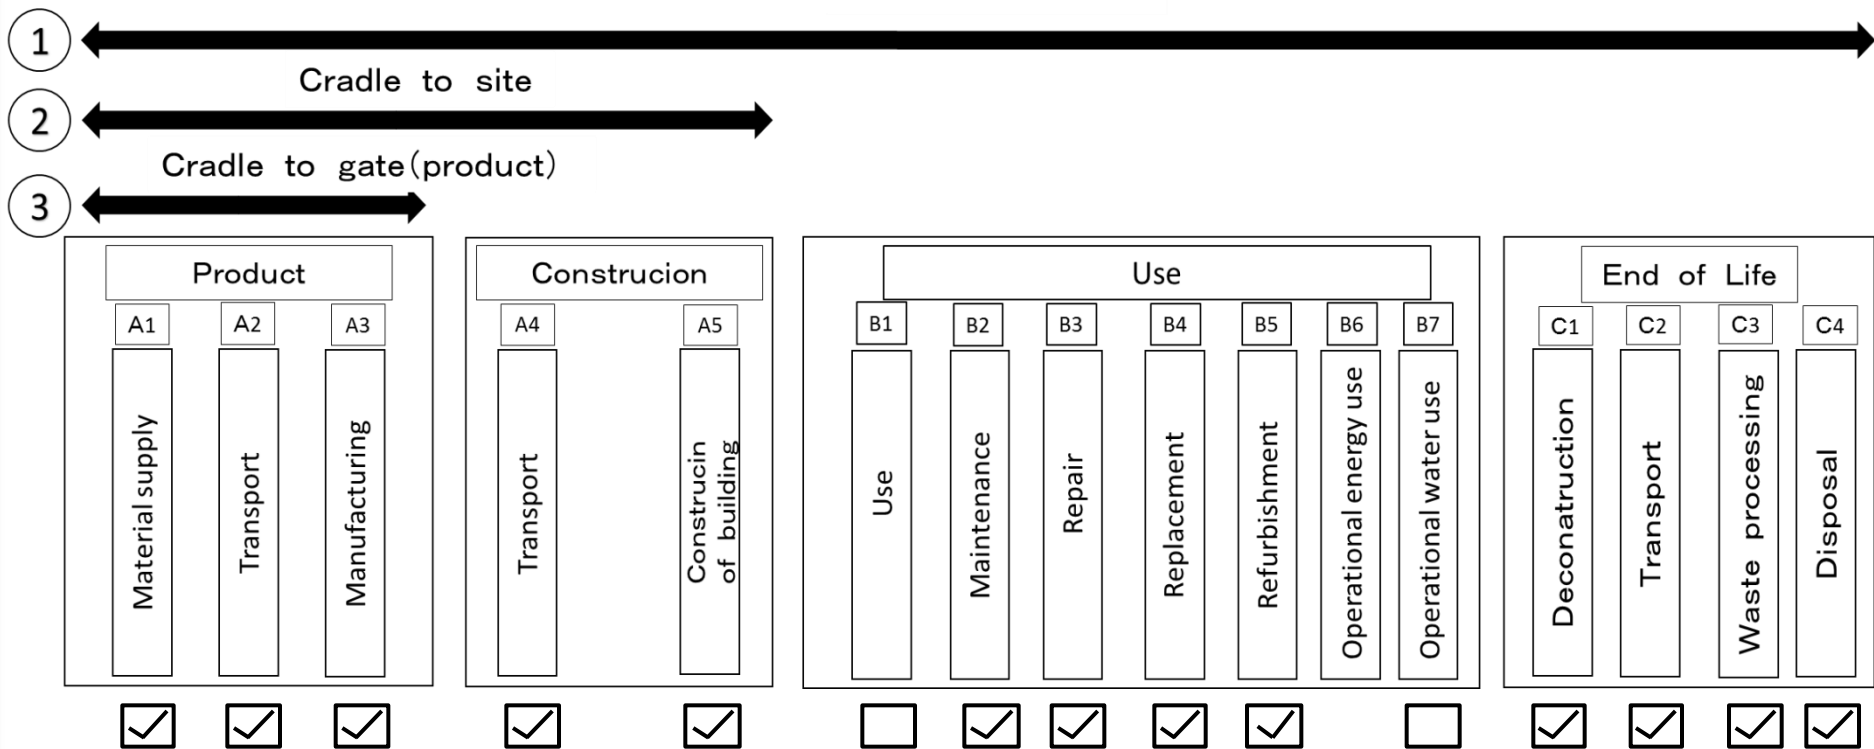 1
Cradle to site
2
Cradle to gate(product)
3
Product
Construcion
Use
End of Life
A1
A2
A3
A4
A5
B1
B2
B3
B4
B5
B6
B7
C1
C2
C3
C4
Material supply
Transport
Manufacturing
Transport
Construcin
of building
Use
Maintenance
Repair
Replacement
Refurbishment
Operational energy use
Operational water use
Deconatruction
Transport
Waste processing
Disposal